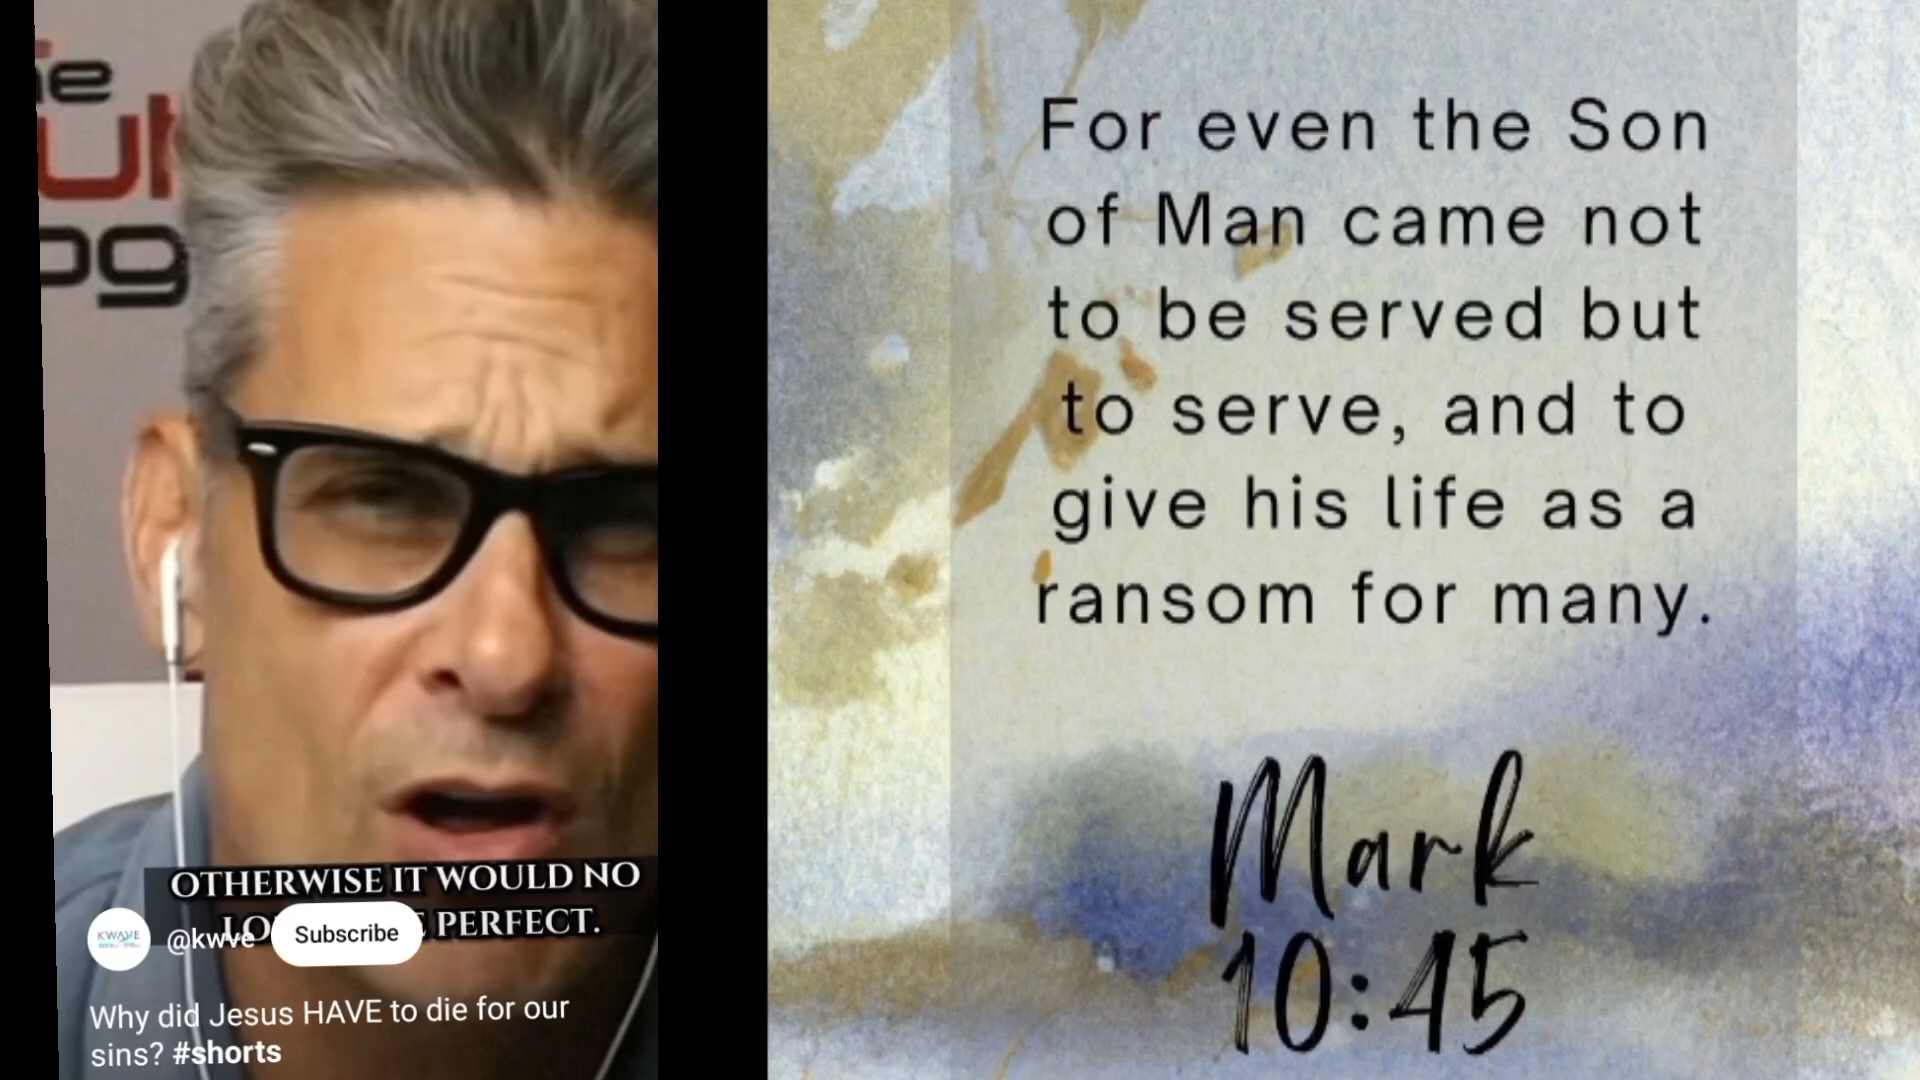 OTHERWISE IT WOULD NO
PERFECT.
KWAVE
@kwve
Subscribe
Why did Jesus HAVE to die for our
sins? #shorts
For even the Son
of Man came not
to be served but
to serve, and to
give his life as a
ransom for many.
Mark
10:45